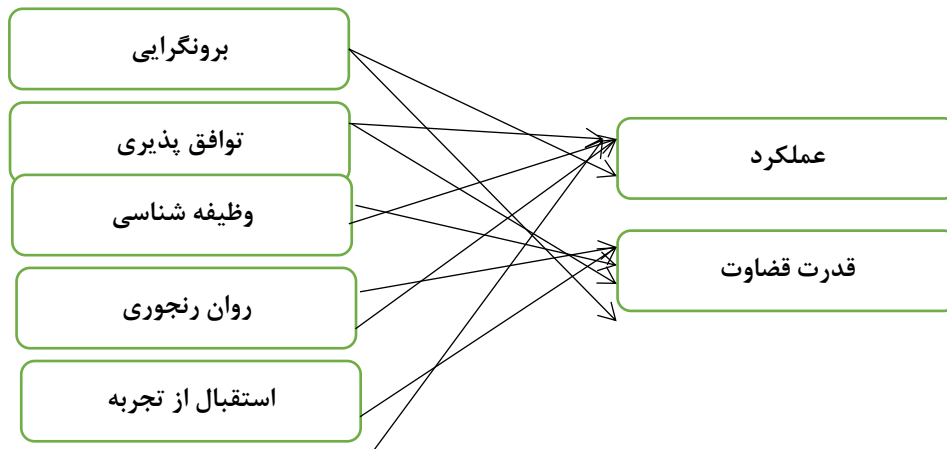 برونگرایی
توافق پذیری
وظیفه شناسی
روان رنجوری
استقبال از تجربه
عملکرد
قدرت قضاوت